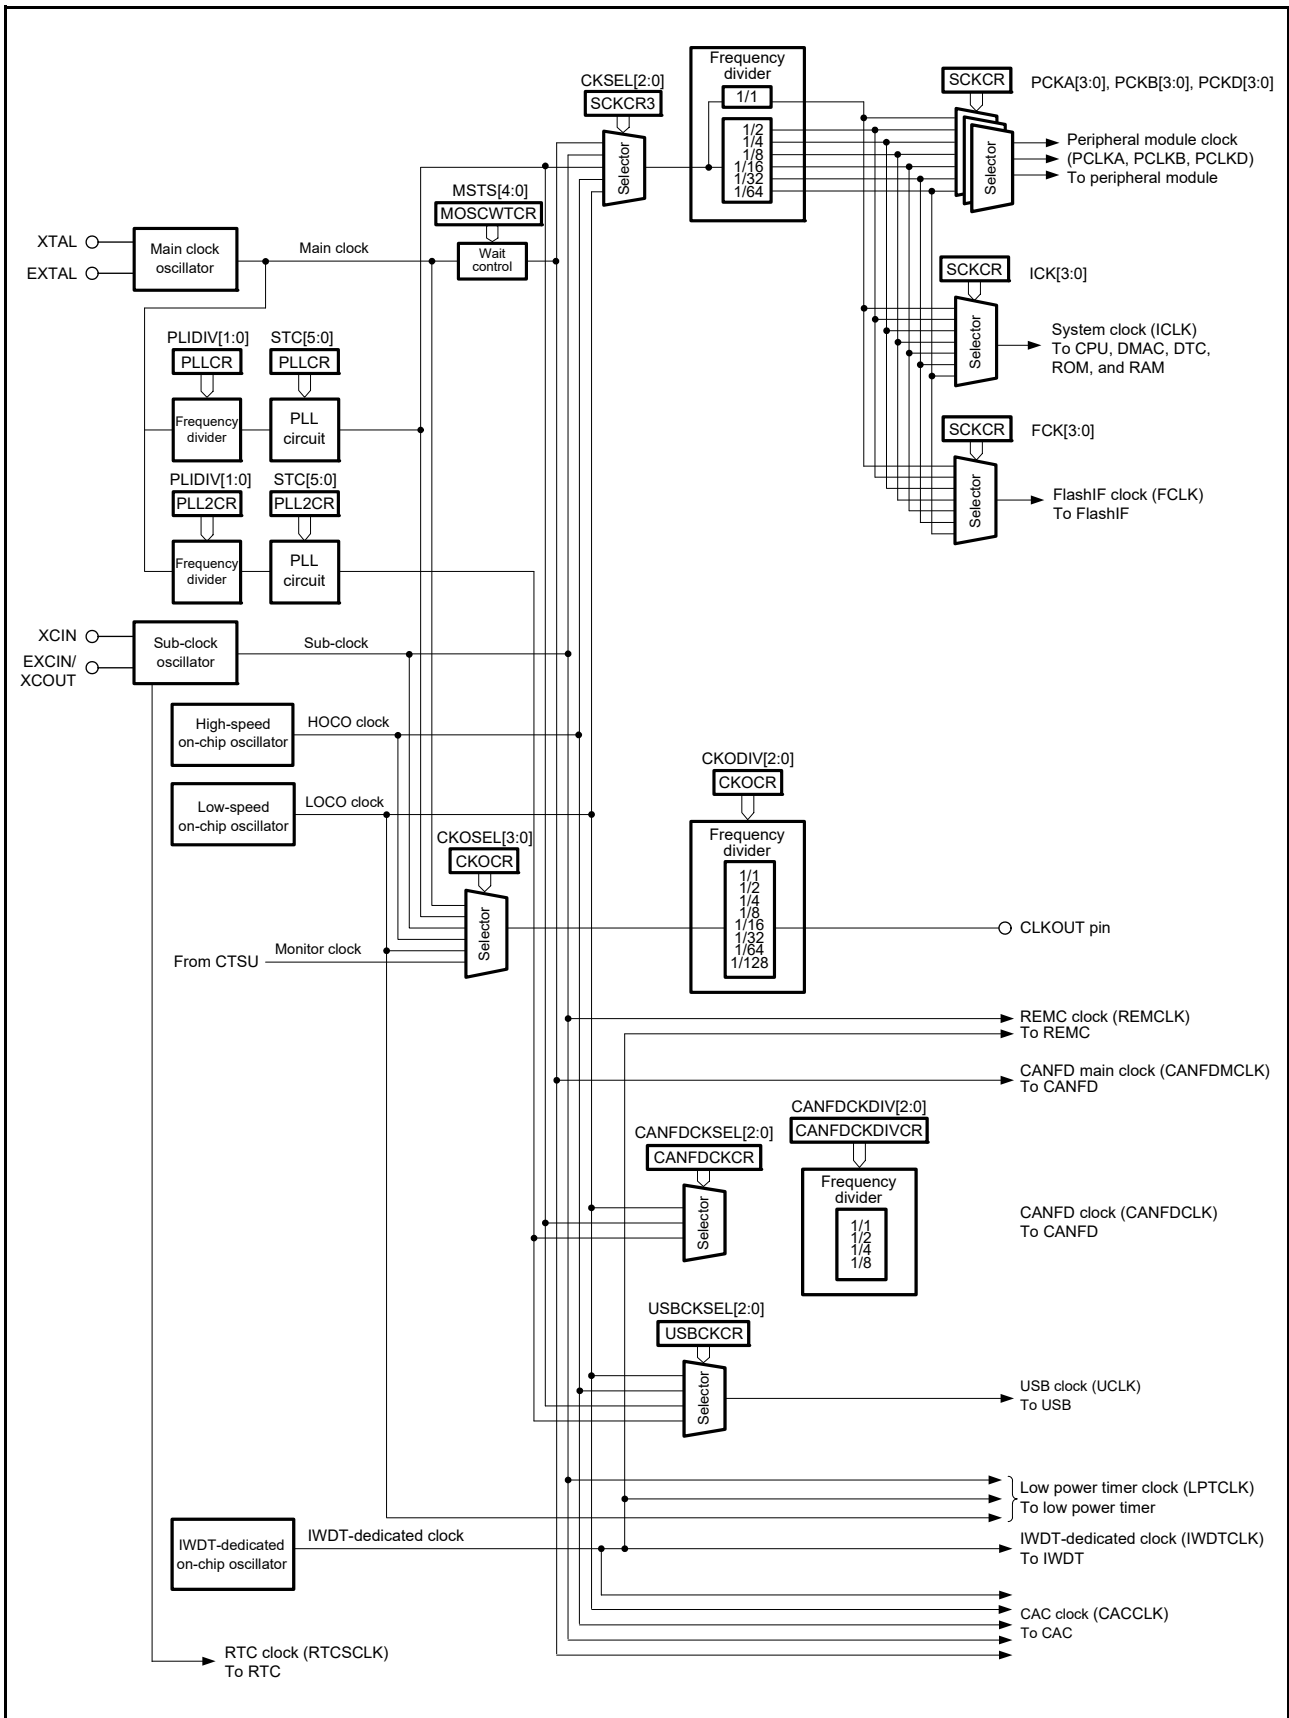 Frequency
divider
1/1
1/2
1/4
1/8
1/16
1/32
1/64
CKSEL[2:0]
SCKCR3
Selector
SCKCR
PCKA[3:0], PCKB[3:0], PCKD[3:0]
Selector
Peripheral module clock
(PCLKA, PCLKB, PCLKD)
To peripheral module
MSTS[4:0]
MOSCWTCR
Wait
control
XTAL
EXTAL
Main clock
oscillator
Main clock
SCKCR
ICK[3:0]
Selector
System clock (ICLK)
To CPU, DMAC, DTC,
ROM, and RAM
PLIDIV[1:0]
PLLCR
Frequency
divider
STC[5:0]
PLLCR
PLL
circuit
SCKCR
FCK[3:0]
Selector
FlashIF clock (FCLK)
To FlashIF
PLIDIV[1:0]
PLL2CR
Frequency
divider
STC[5:0]
PLL2CR
PLL
circuit
XCIN
EXCIN/
XCOUT
Sub-clock
oscillator
Sub-clock
High-speed
on-chip oscillator
HOCO clock
Low-speed
on-chip oscillator
LOCO clock
CKOSEL[3:0]
CKOCR
Selector
From CTSU
Monitor clock
CKODIV[2:0]
CKOCR
Frequency
divider
1/1
1/2
1/4
1/8
1/16
1/32
1/64
1/128
CLKOUT pin
REMC clock (REMCLK)
To REMC
CANFD main clock (CANFDMCLK)
To CANFD
CANFDCKSEL[2:0]
CANFDCKCR
Selector
CANFDCKDIV[2:0]
CANFDCKDIVCR
Frequency
divider
1/1
1/2
1/4
1/8
CANFD clock (CANFDCLK)
To CANFD
USBCKSEL[2:0]
USBCKCR
Selector
USB clock (UCLK)
To USB
Low power timer clock (LPTCLK)
To low power timer
IWDT-dedicated
on-chip oscillator
IWDT-dedicated clock
IWDT-dedicated clock (IWDTCLK)
To IWDT
CAC clock (CACCLK)
To CAC
RTC clock (RTCSCLK)
To RTC